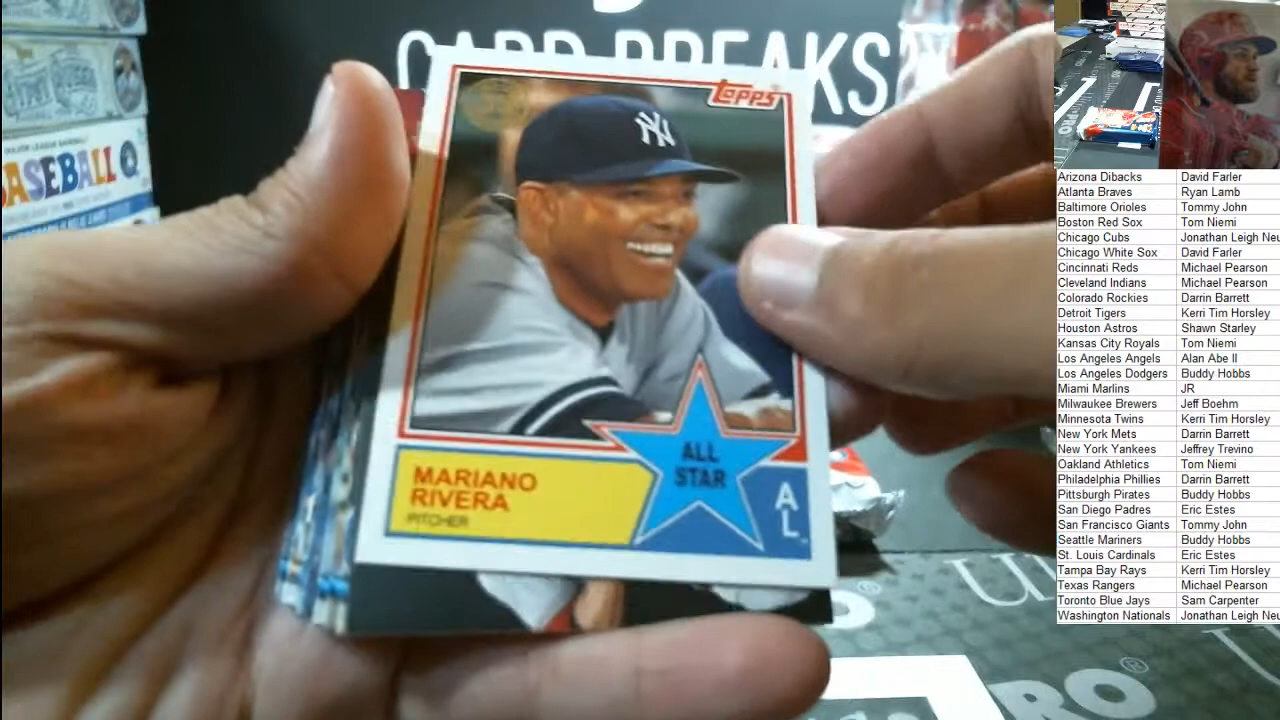 CARD BREAKS
Topps
NY
ALL
STAR
MARIANO
RIVERA
PITCHER
A
L.
MAJOR LEAGUE BASEBALL
BASEBALL
PRO
Arizona Dibacks David Farler
Atlanta Braves Ryan Lamb
Baltimore Orioles Tommy John
Boston Red Sox Tom Niemi
Chicago Cubs Jonathan Leigh Neu
Chicago White Sox David Farler
Cincinnati Reds Michael Pearson
Cleveland Indians Michael Pearson
Colorado Rockies Darrin Barrett
Detroit Tigers Kerri Tim Horsley
Houston Astros Shawn Starley
Kansas City Royals Tom Niemi
Los Angeles Angels Alan Abe II
Los Angeles Dodgers Buddy Hobbs
Miami Marlins JR
Milwaukee Brewers Jeff Boehm
Minnesota Twins Kerri Tim Horsley
New York Mets Darrin Barrett
New York Yankees Jeffrey Trevino
Oakland Athletics Tom Niemi
Philadelphia Phillies Darrin Barrett
Pittsburgh Pirates Buddy Hobbs
San Diego Padres Eric Estes
San Francisco Giants Tommy John
Seattle Mariners Buddy Hobbs
St. Louis Cardinals Eric Estes
Tampa Bay Rays Kerri Tim Horsley
Texas Rangers Michael Pearson
Toronto Blue Jays Sam Carpenter
Washington Nationals Jonathan Leigh Neu
PRO